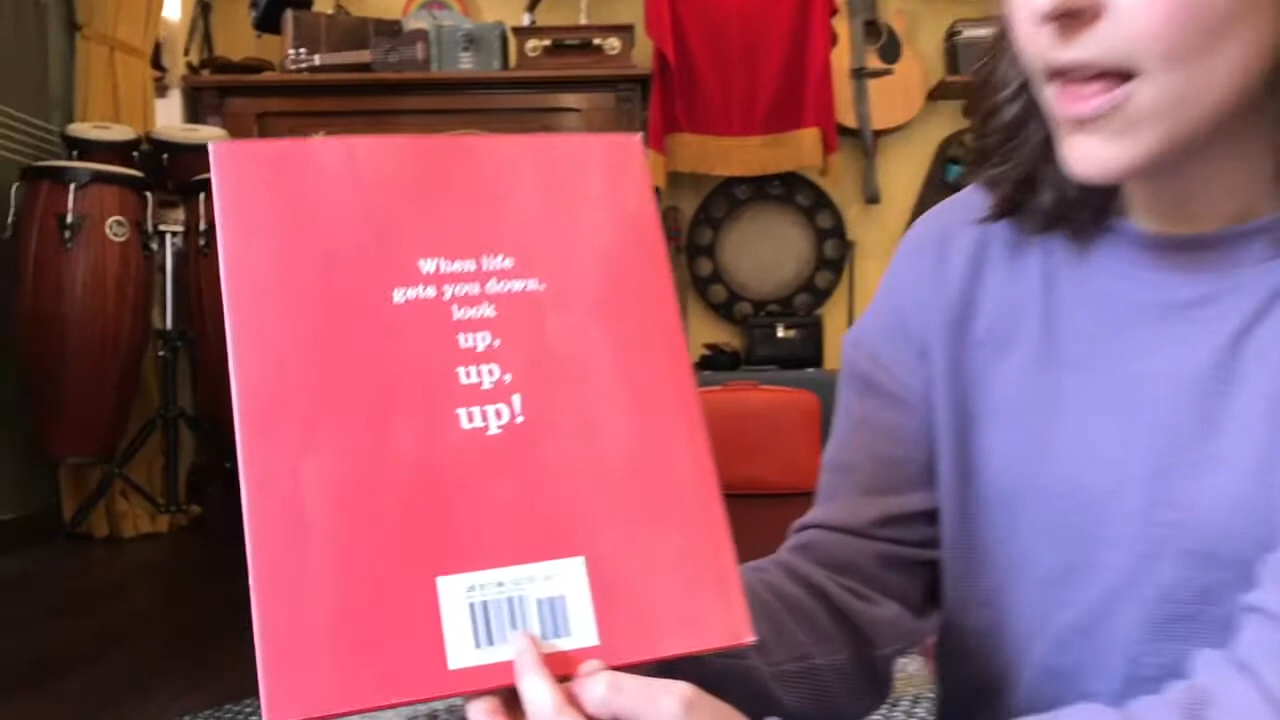 When life
gets you down,
look
up,
up,
up!